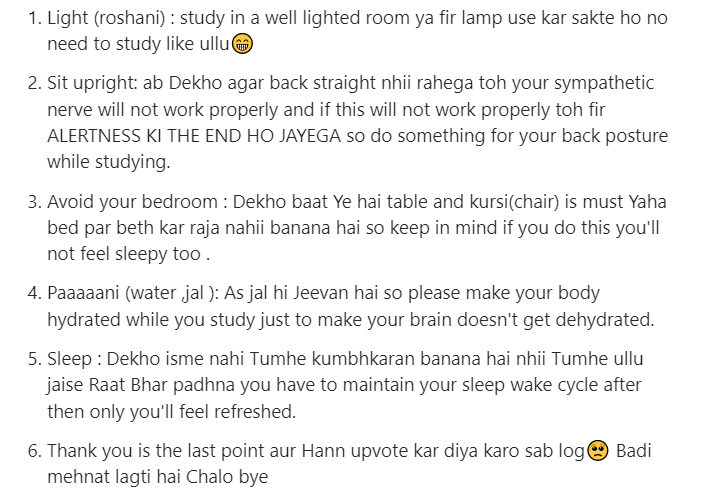 1. Light (roshani) : study in a well lighted room ya fir lamp use kar sakte ho no
need to study like ullu😁
2. Sit upright: ab Dekho agar back straight nhii rahega toh your sympathetic
nerve will not work properly and if this will not work properly toh fir
ALERTNESS KI THE END HO JAYEGA so do something for your back posture
while studying.
3. Avoid your bedroom : Dekho baat Ye hai table and kursi(chair) is must Yaha
bed par beth kar raja nahii banana hai so keep in mind if you do this you'll
not feel sleepy too .
4. Paaaaani (water ,jal ): As jal hi Jeevan hai so please make your body
hydrated while you study just to make your brain doesn't get dehydrated.
5. Sleep : Dekho isme nahi Tumhe kumbhkaran banana hai nhii Tumhe ullu
jaise Raat Bhar padhna you have to maintain your sleep wake cycle after
then only you'll feel refreshed.
6. Thank you is the last point aur Hann upvote kar diya karo sab log🥺 Badi
mehnat lagti hai Chalo bye